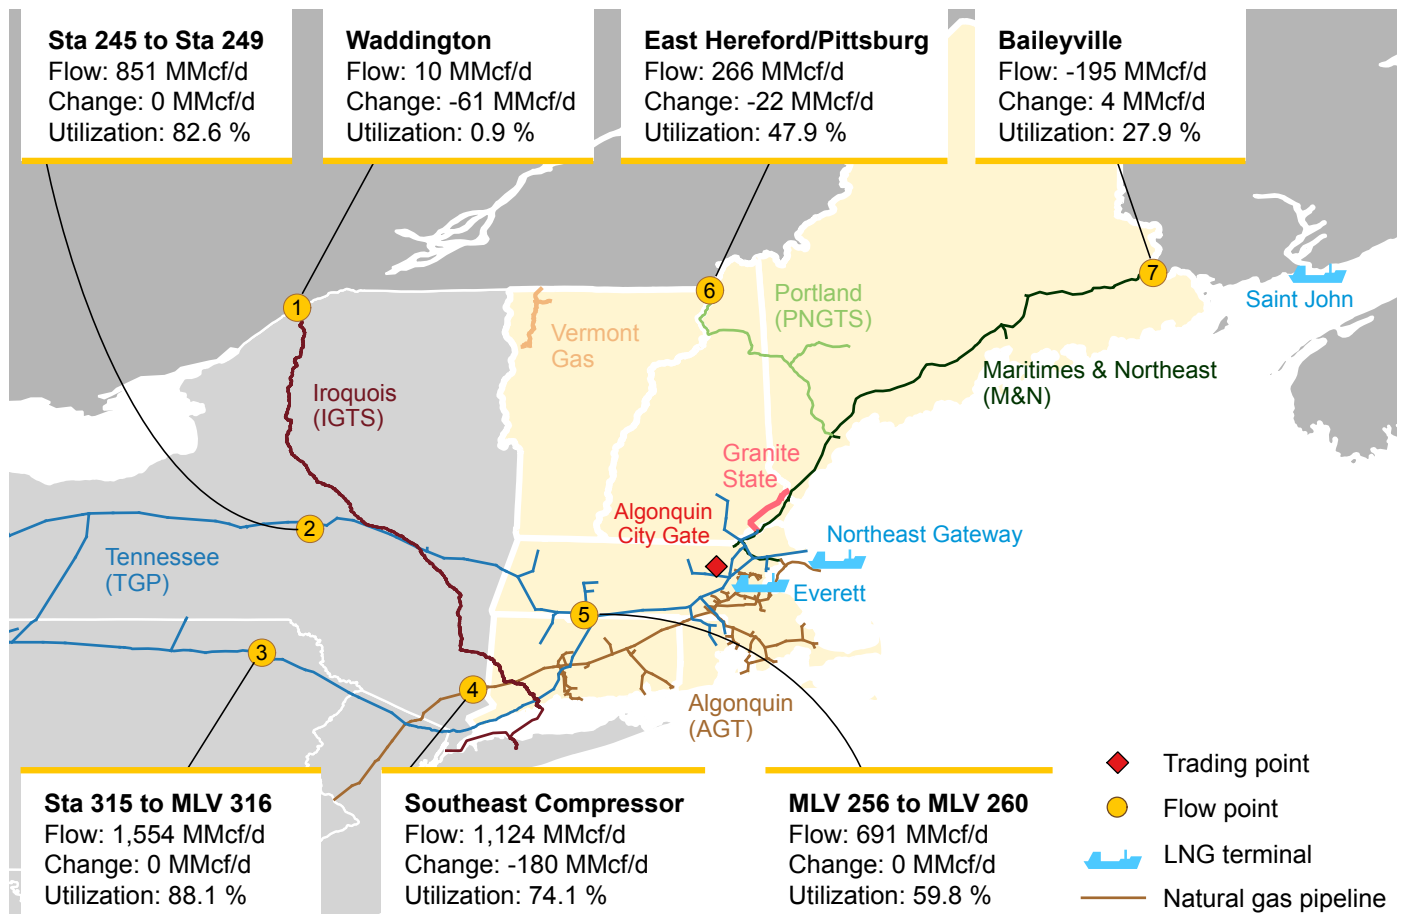 Sta 245 to Sta 249
Flow: 851 MMcf/d
Change: 0 MMcf/d
Utilization: 82.6 %
Waddington
Flow: 10 MMcf/d
Change: -61 MMcf/d
Utilization: 0.9 %
East Hereford/Pittsburg
Flow: 266 MMcf/d
Change: -22 MMcf/d
Utilization: 47.9 %
Baileyville
Flow: -195 MMcf/d
Change: 4 MMcf/d
Utilization: 27.9 %
1
6
7
Portland
(PNGTS)
Saint John
Vermont
Gas
Iroquois
(IGTS)
Maritimes & Northeast
(M&N)
Granite
State
Algonquin
City Gate
2
Northeast Gateway
Tennessee
(TGP)
Everett
5
3
4
Algonquin
(AGT)
Sta 315 to MLV 316
Flow: 1,554 MMcf/d
Change: 0 MMcf/d
Utilization: 88.1 %
Southeast Compressor
Flow: 1,124 MMcf/d
Change: -180 MMcf/d
Utilization: 74.1 %
MLV 256 to MLV 260
Flow: 691 MMcf/d
Change: 0 MMcf/d
Utilization: 59.8 %
Trading point
Flow point
LNG terminal
Natural gas pipeline